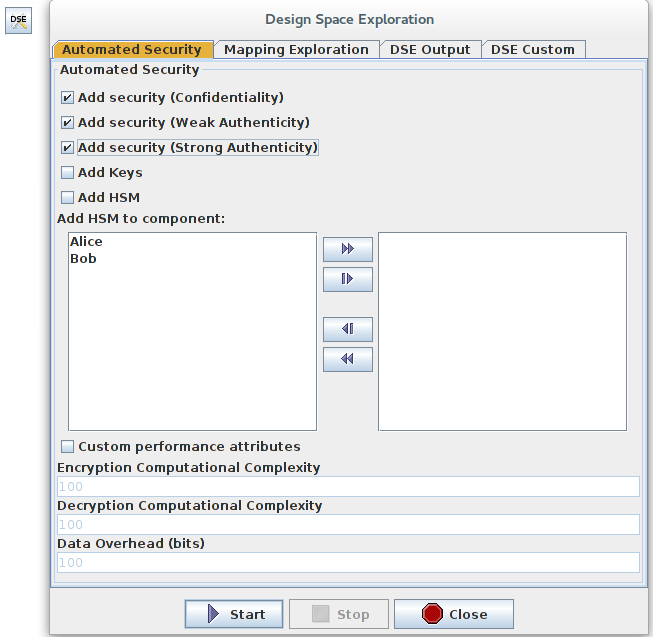 DSE
Design Space Exploration
Automated Security
Mapping Exploration
DSE Output
DSE Custom
Automated Security
Add security (Confidentiality)
Add security (Weak Authenticity)
Add security (Strong Authenticity)
Add Keys
Add HSM
Add HSM to component:
Alice
Bob
Custom performance attributes
Encryption Computational Complexity
100
Decryption Computational Complexity
100
Data Overhead (bits)
100
Start
Stop
Close